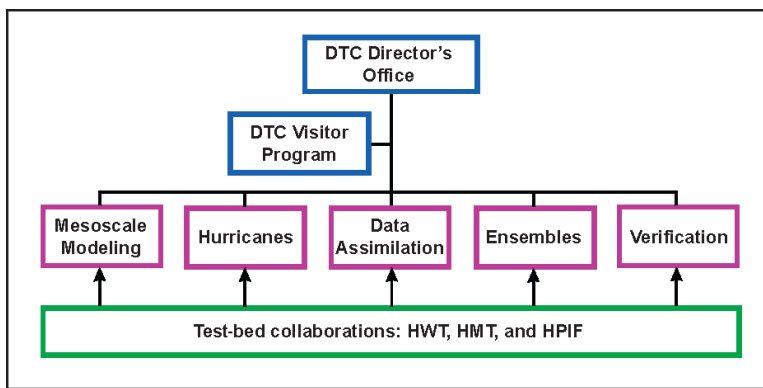 DTC Director's
Office
DTC Visitor
Program
Mesoscale
Modeling
Hurricanes
Data
Assimilation
Ensembles
Verification
Test-bed collaborations: HWT, HMT, and HPIF